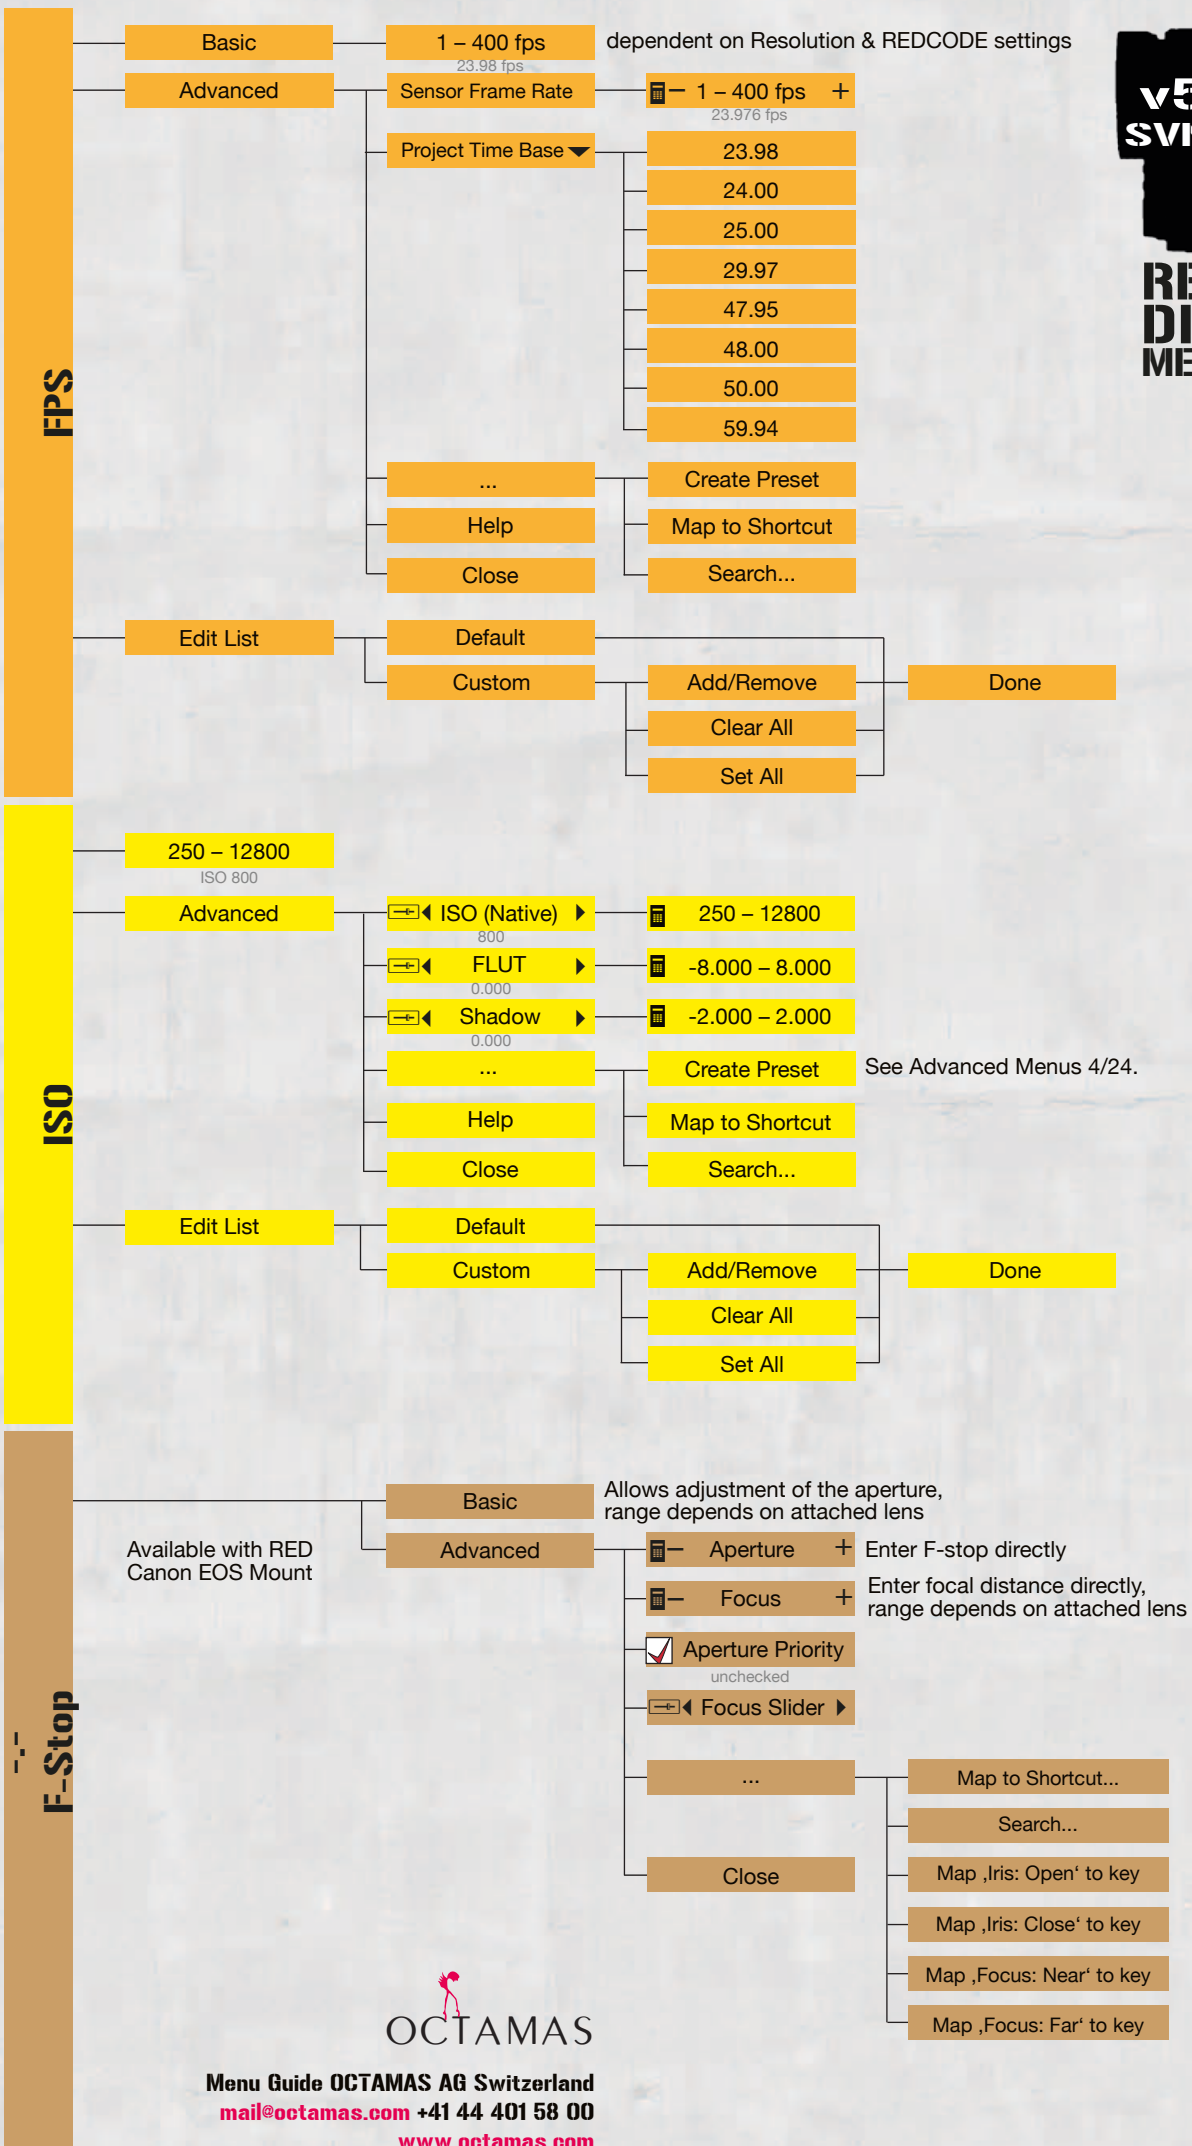 FPS
Basic
1 – 400 fps
dependent on Resolution & REDCODE settings
23.98 fps
Advanced
Sensor Frame Rate
1 – 400 fps +
23.976 fps
Project Time Base
23.98
24.00
25.00
29.97
47.95
48.00
50.00
59.94
...
Create Preset
Help
Map to Shortcut
Close
Search...
Edit List
Default
Custom
Add/Remove
Done
Clear All
Set All
ISO
250 – 12800
ISO 800
Advanced
ISO (Native)
250 – 12800
800
FLUT
-8.000 – 8.000
0.000
Shadow
-2.000 – 2.000
0.000
...
Create Preset
See Advanced Menus 4/24.
Help
Map to Shortcut
Close
Search...
Edit List
Default
Custom
Add/Remove
Done
Clear All
Set All
-.-
F-Stop
Available with RED
Canon EOS Mount
Basic
Allows adjustment of the aperture,
range depends on attached lens
Advanced
– Aperture +
Enter F-stop directly
– Focus +
Enter focal distance directly,
range depends on attached lens
Aperture Priority
unchecked
Focus Slider
...
Map to Shortcut...
Search...
Close
Map ‚Iris: Open‘ to key
Map ‚Iris: Close‘ to key
Map ‚Focus: Near‘ to key
Map ‚Focus: Far‘ to key
OCTAMAS
Menu Guide OCTAMAS AG Switzerland
mail@octamas.com +41 44 401 58 00
www.octamas.com